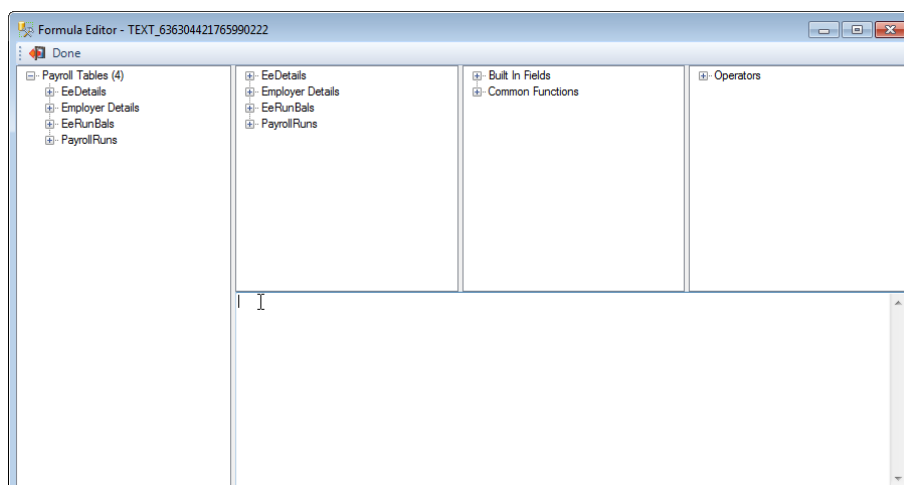 Formula Editor - TEXT_636304421765990222
Done
Payroll Tables (4)
EeDetails
Employer Details
EeRunBals
PayrollRuns
EeDetails
Employer Details
EeRunBals
PayrollRuns
Built In Fields
Common Functions
Operators